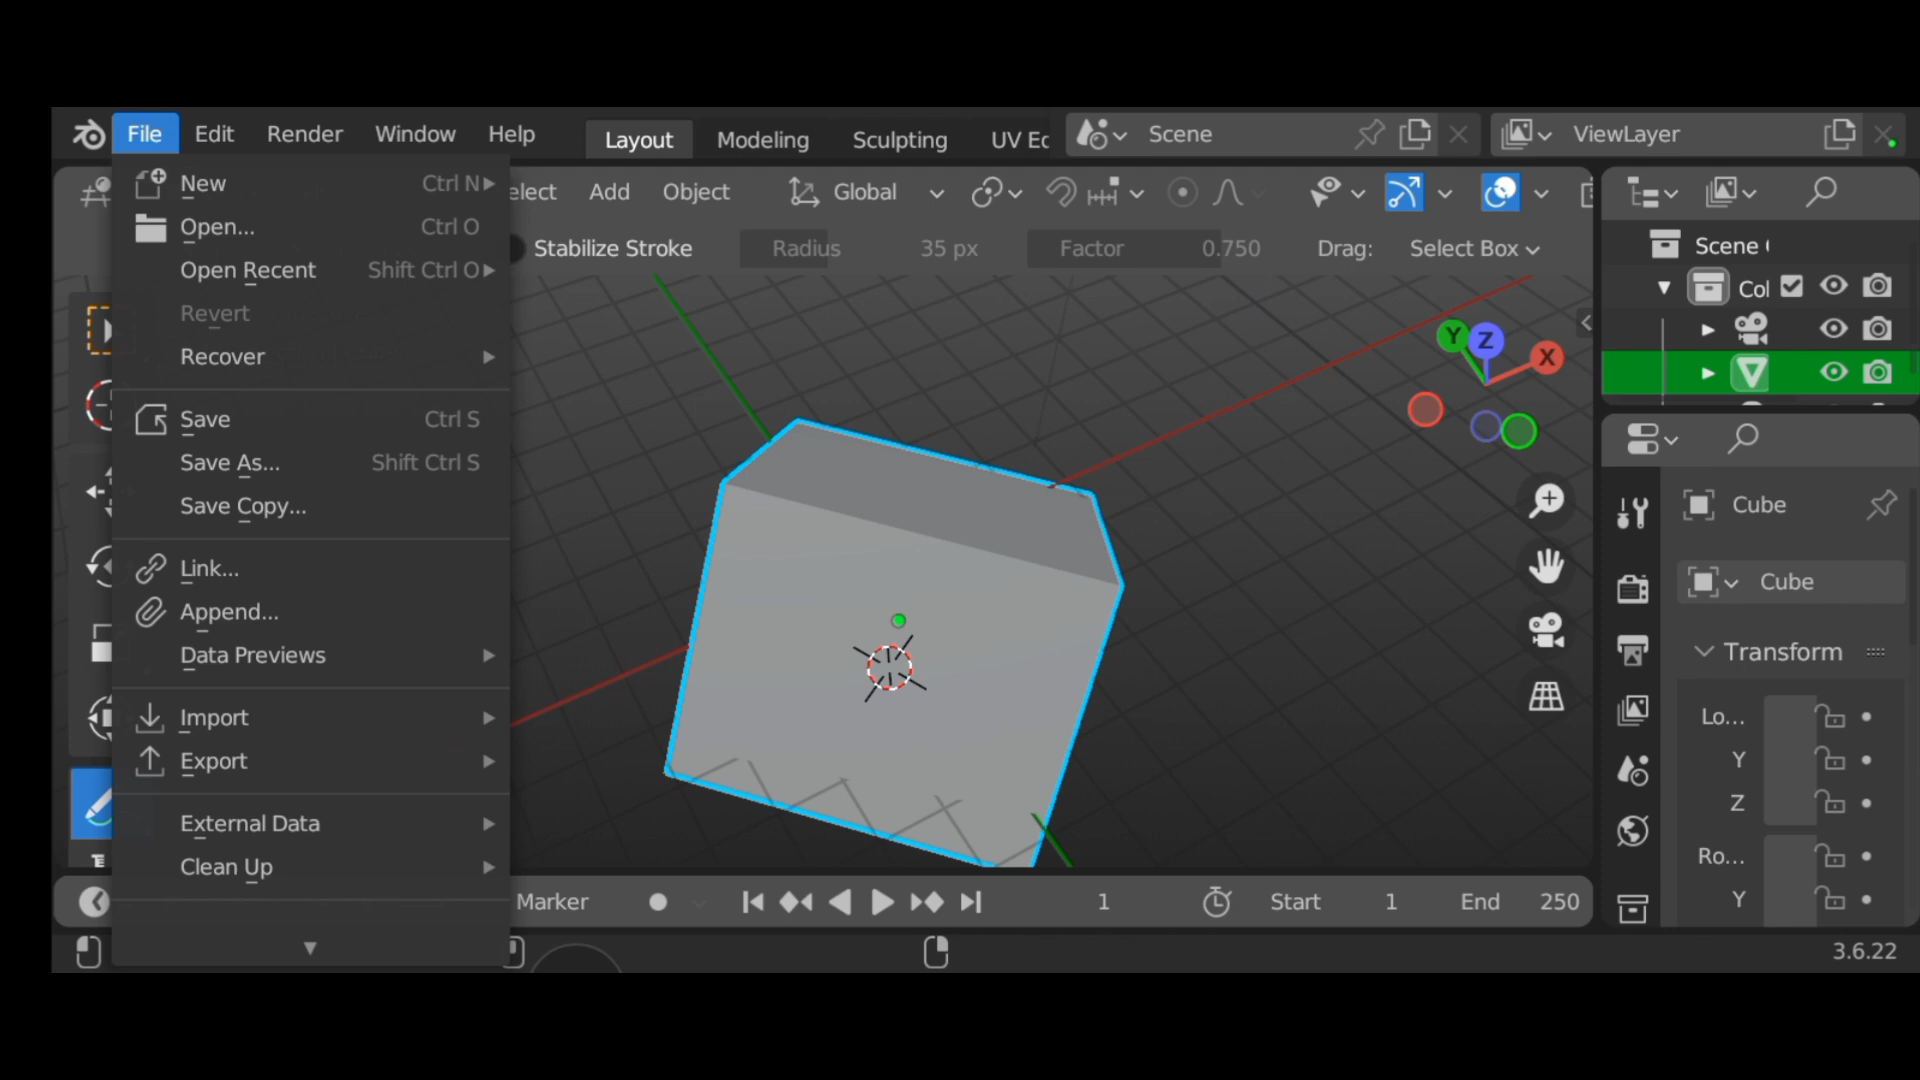 File Edit Render Window Help Layout Modeling Sculpting UV Ec Scene ViewLayer
New Ctrl N
Open... Ctrl O
Open Recent Shift Ctrl O
Revert
Recover
Save Ctrl S
Save As... Shift Ctrl S
Save Copy...
Link...
Append...
Data Previews
Import
Export
External Data
Clean Up
elect Add Object Global
Stabilize Stroke Radius 35 px Factor 0.750 Drag: Select Box
Y Z X
Scene
Col
Cube
Cube
Transform
Lo...
Y
Z
Ro...
Y
Marker 1 Start 1 End 250
3.6.22